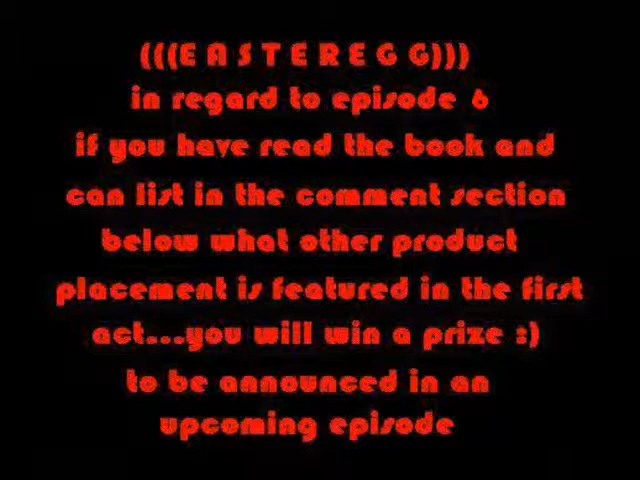 (((E A S T E R E G G)))
in regard to episode 6
if you have read the book and
can list in the comment section
below what other product
placement is featured in the first
act...you will win a prize :)
to be announced in an
upcoming episode